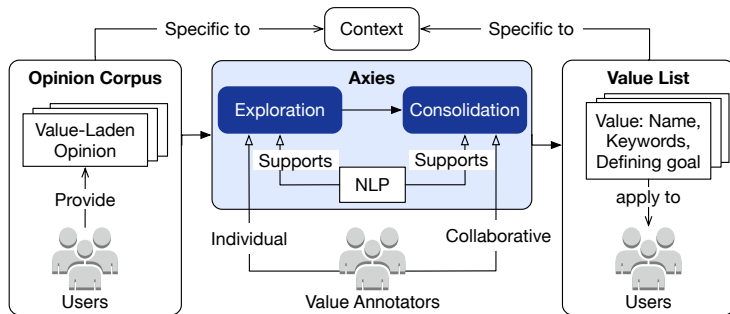 Specific to
Context
Specific to
Opinion Corpus
Value-Laden
Opinion
Provide
Users
Axies
Exploration
Consolidation
Supports
Supports
NLP
Individual
Collaborative
Value Annotators
Value List
Value: Name,
Keywords,
Defining goal
apply to
Users